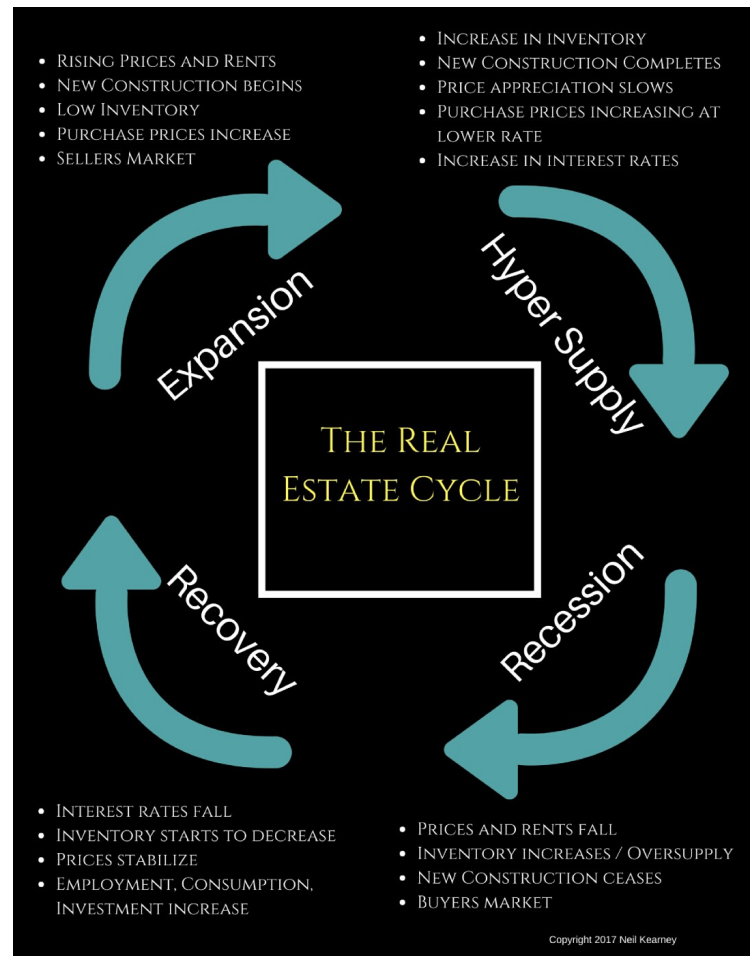 • Rising Prices and Rents
• New Construction begins
• Low Inventory
• Purchase prices increase
• Sellers Market
• Increase in inventory
• New Construction Completes
• Price appreciation slows
• Purchase prices increasing at
lower rate
• Increase in interest rates
Expansion
Hyper Supply
The Real
Estate Cycle
Recovery
Recession
• Interest rates fall
• Inventory starts to decrease
• Prices stabilize
• Employment, Consumption,
Investment increase
• Prices and rents fall
• Inventory increases / Oversupply
• New Construction ceases
• Buyers market
Copyright 2017 Neil Kearney